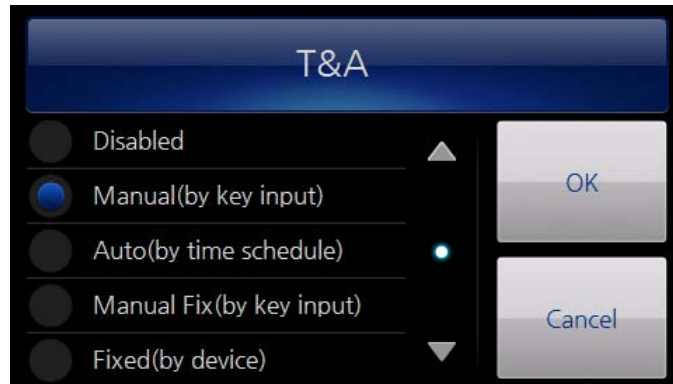 T&A
Disabled
Manual(by key input)
Auto(by time schedule)
Manual Fix(by key input)
Fixed(by device)
OK
Cancel